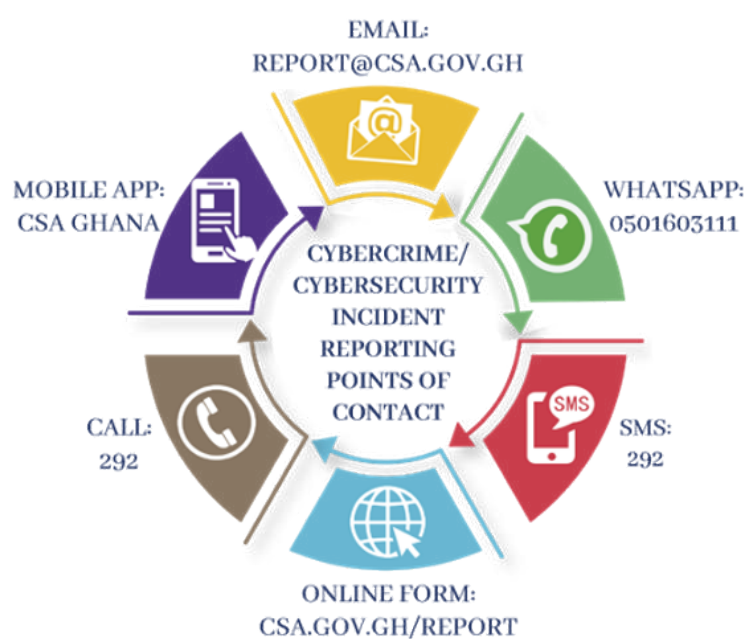 EMAIL:
REPORT@CSA.GOV.GH
MOBILE APP:
CSA GHANA
WHATSAPP:
0501603111
CYBERCRIME/
CYBERSECURITY
INCIDENT
REPORTING
POINTS OF
CONTACT
SMS
CALL:
292
SMS:
292
ONLINE FORM:
CSA.GOV.GH/REPORT